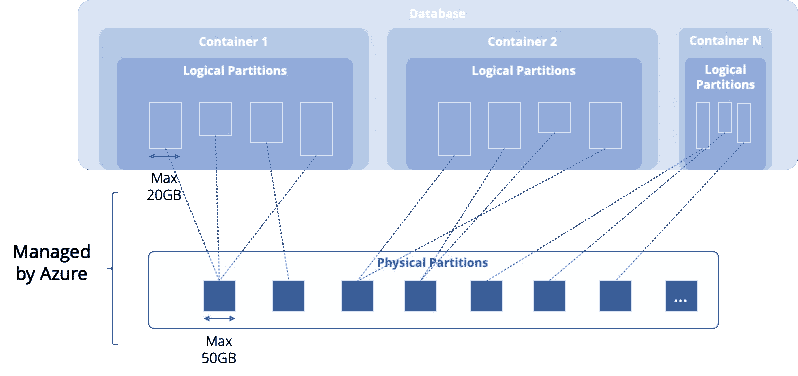 Database
Container 1
Container 2
Container N
Logical Partitions
Logical Partitions
Logical
Partitions
Max
20GB
Managed
by Azure
Physical Partitions
...
Max
50GB